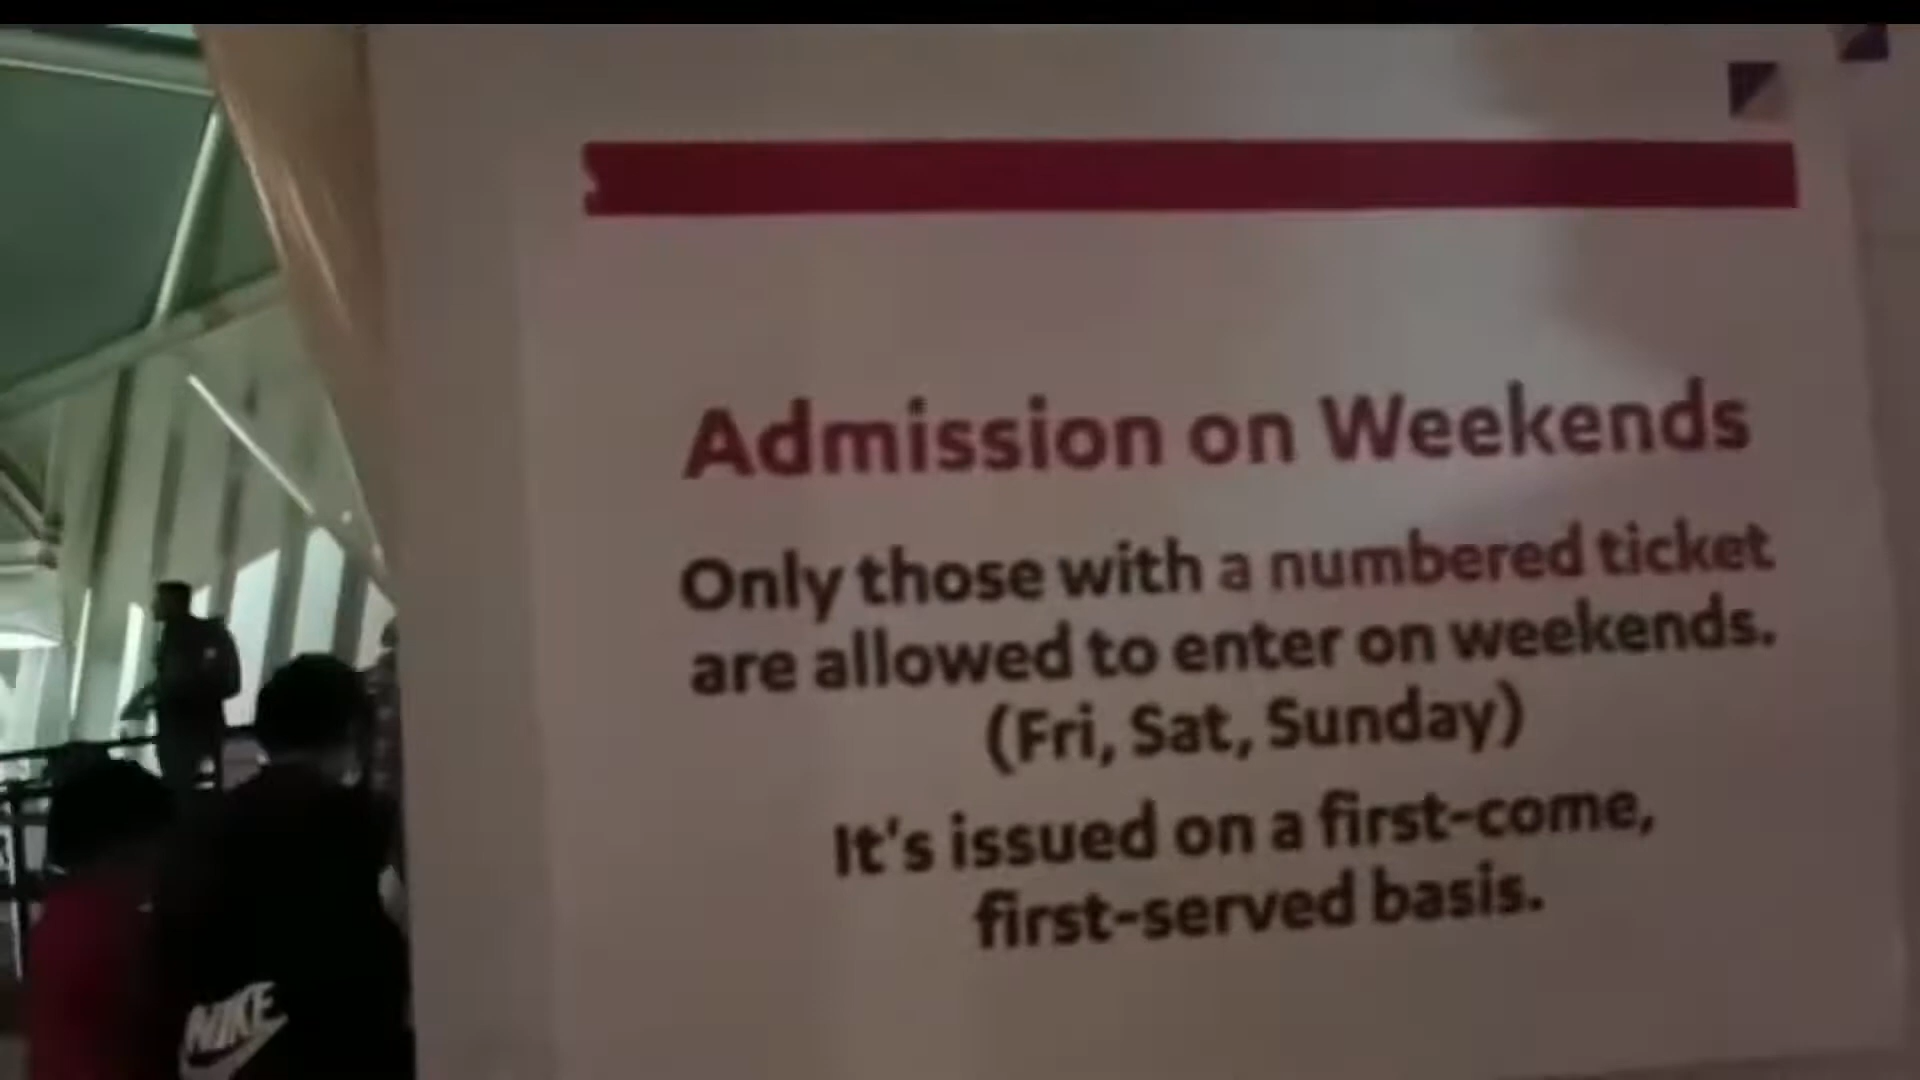 Admission on Weekends
Only those with a numbered ticket
are allowed to enter on weekends.
(Fri, Sat, Sunday)
It's issued on a first-come,
first-served basis.
NIKE